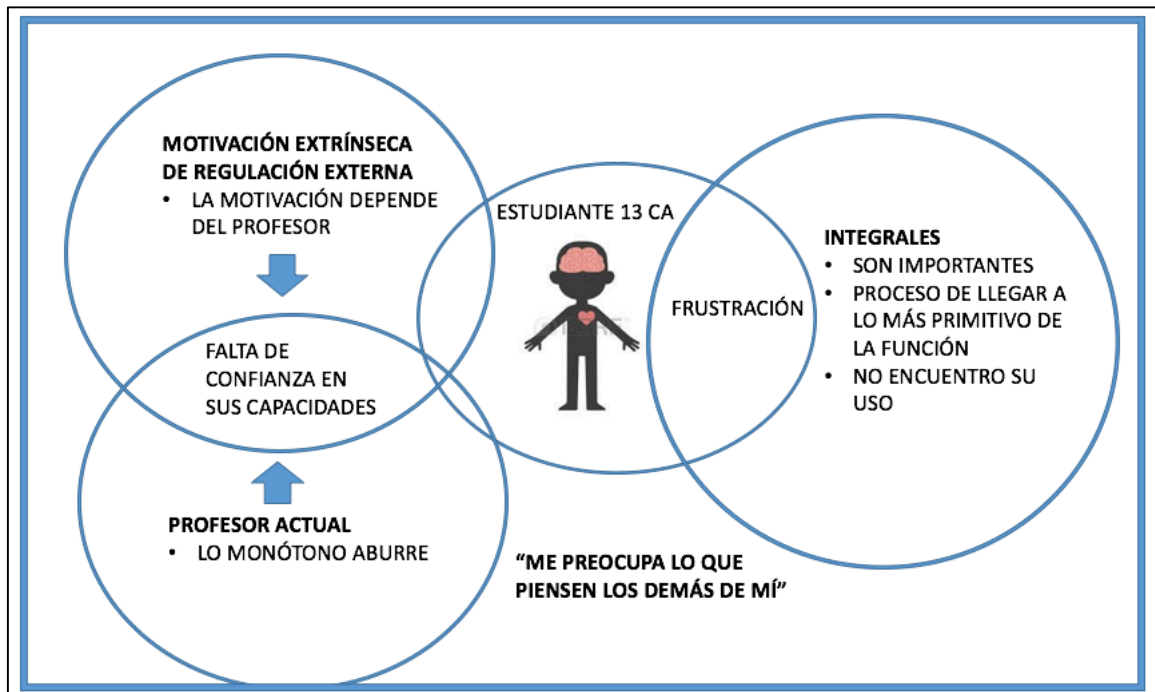 MOTIVACIÓN EXTRÍNSECA
DE REGULACIÓN EXTERNA
• LA MOTIVACIÓN DEPENDE
DEL PROFESOR
FALTA DE
CONFIANZA EN
SUS CAPACIDADES
PROFESOR ACTUAL
• LO MONÓTONO ABURRE
ESTUDIANTE 13 CA
FRUSTRACIÓN
INTEGRALES
• SON IMPORTANTES
• PROCESO DE LLEGAR A
LO MÁS PRIMITIVO DE
LA FUNCIÓN
• NO ENCUENTRO SU
USO
“ME PREOCUPA LO QUE
PIENSEN LOS DEMÁS DE MÍ”